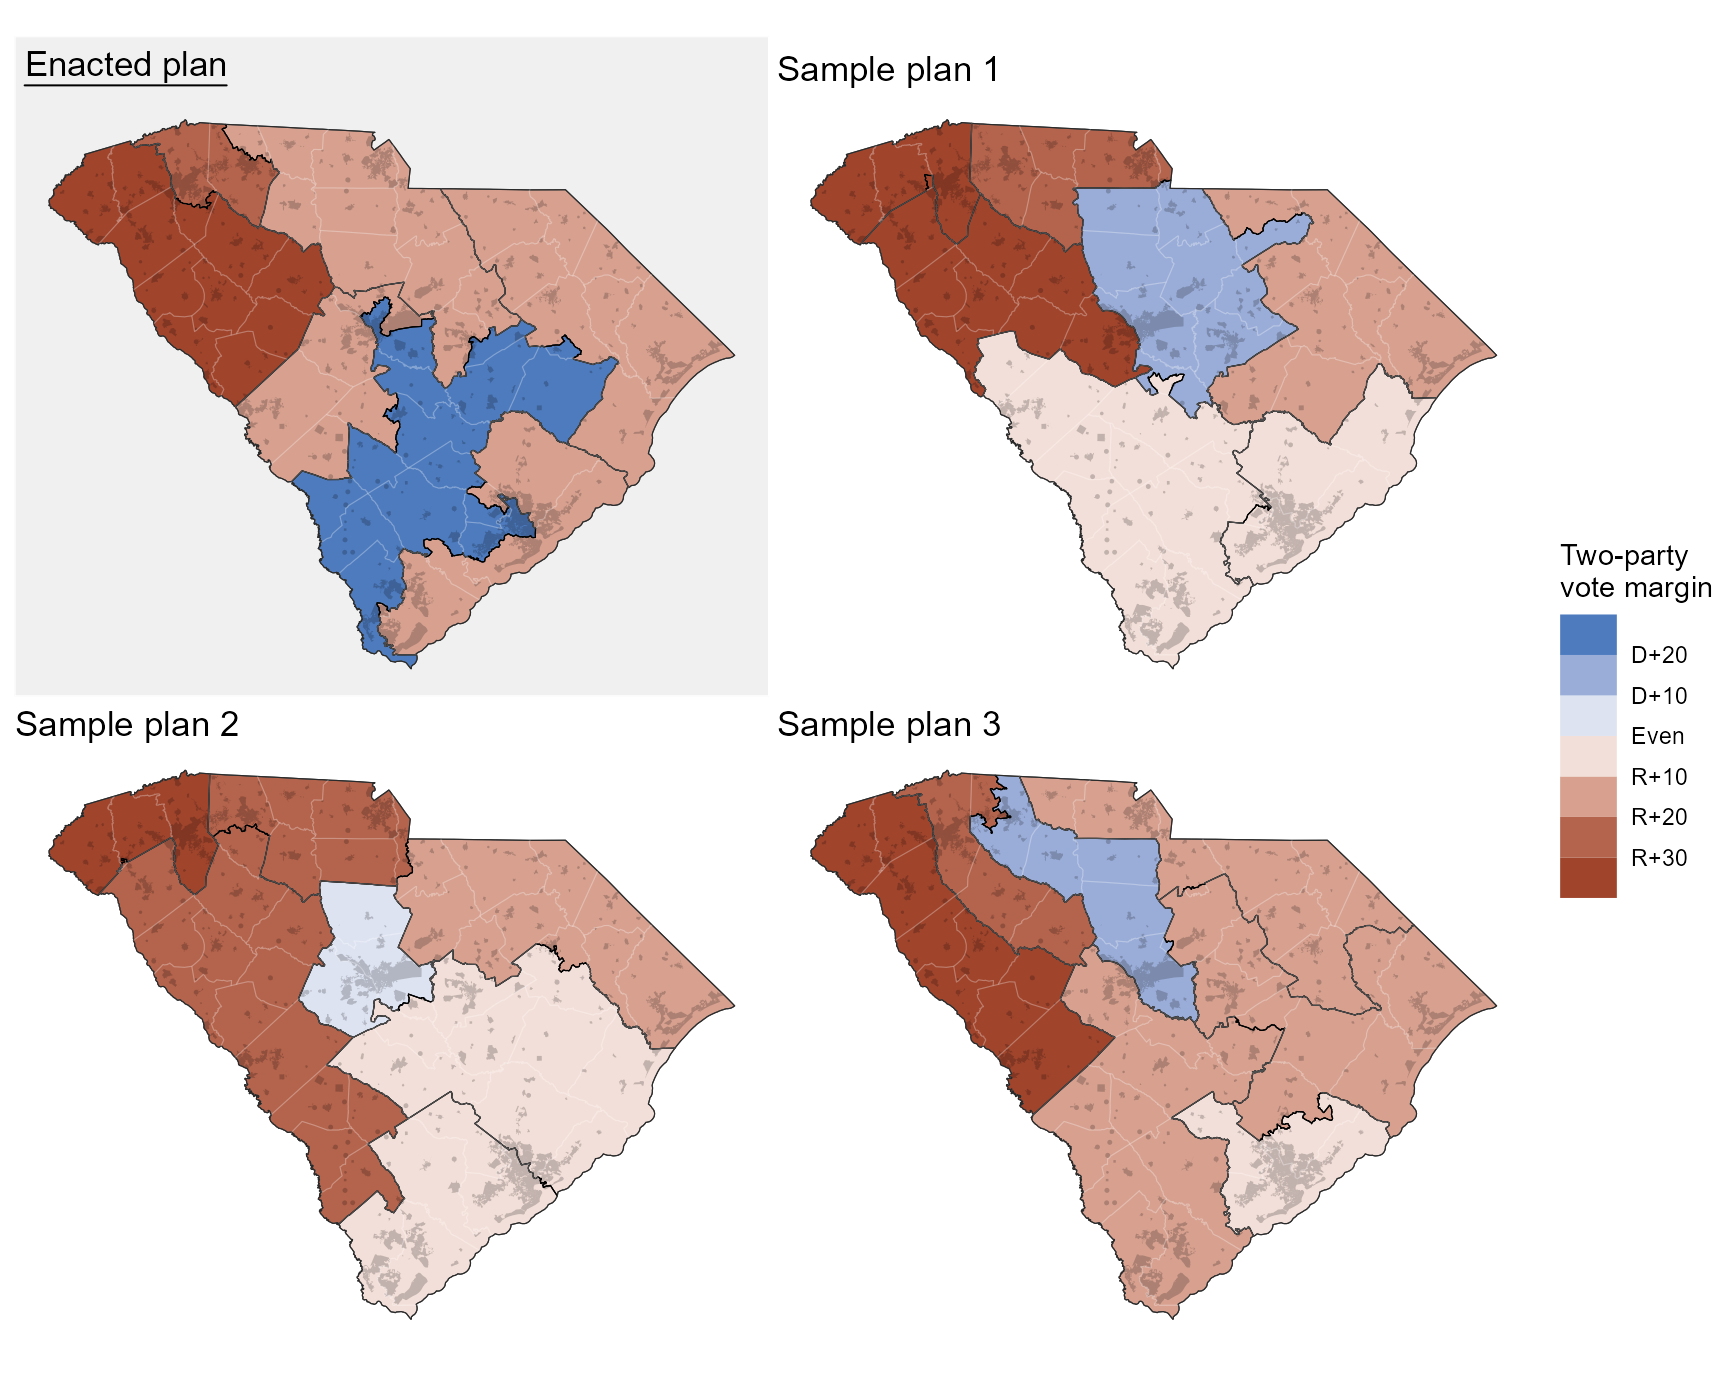 Enacted plan
Sample plan 1
Sample plan 2
Sample plan 3
Two-party
vote margin
D+20
D+10
Even
R+10
R+20
R+30